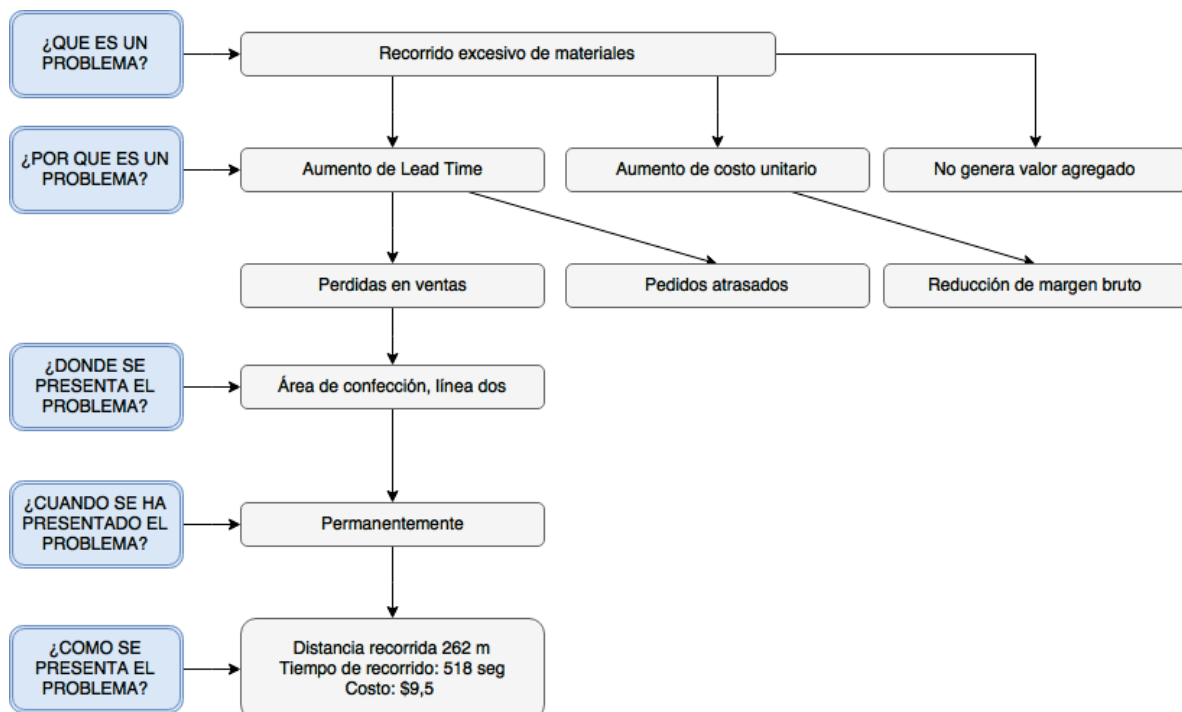 ¿QUE ES UN
PROBLEMA?
Recorrido excesivo de materiales
¿POR QUE ES UN
PROBLEMA?
Aumento de Lead Time
Aumento de costo unitario
No genera valor agregado
Perdidas en ventas
Pedidos atrasados
Reducción de margen bruto
¿DONDE SE
PRESENTA EL
PROBLEMA?
Área de confección, línea dos
¿CUANDO SE HA
PRESENTADO EL
PROBLEMA?
Permanentemente
¿COMO SE
PRESENTA EL
PROBLEMA?
Distancia recorrida 262 m
Tiempo de recorrido: 518 seg
Costo: $9,5